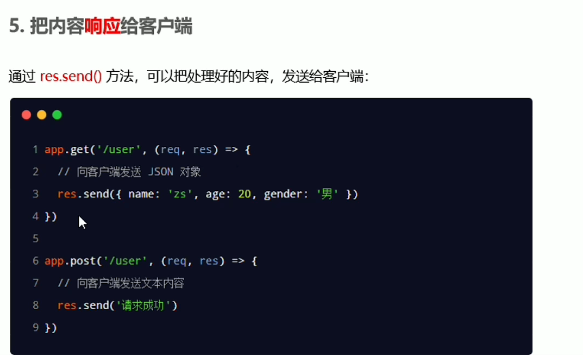 5. 把内容响应给客户端
通过 res.send() 方法，可以把处理好的内容，发送给客户端：
1 app.get('/user', (req, res) => {
2 // 向客户端发送 JSON 对象
3 res.send({ name: 'zs', age: 20, gender: '男' })
4 })
5
6 app.post('/user', (req, res) => {
7 // 向客户端发送文本内容
8 res.send('请求成功')
9 })